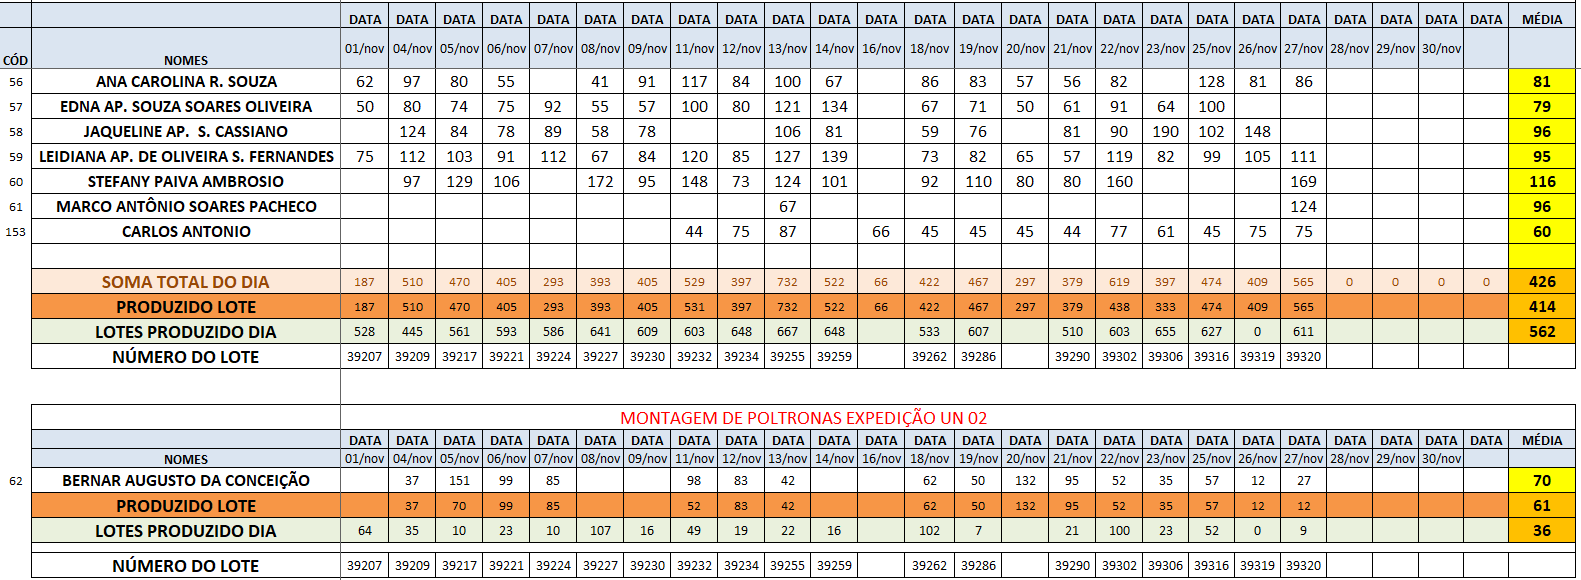 DATA DATA DATA DATA DATA DATA DATA DATA DATA DATA DATA DATA DATA DATA DATA DATA DATA DATA DATA DATA DATA DATA DATA DATA DATA MÉDIA
CÓD NOMES 01/nov 04/nov 05/nov 06/nov 07/nov 08/nov 09/nov 11/nov 12/nov 13/nov 14/nov 16/nov 18/nov 19/nov 20/nov 21/nov 22/nov 23/nov 25/nov 26/nov 27/nov 28/nov 29/nov 30/nov
56 ANA CAROLINA R. SOUZA 62 97 80 55 41 91 117 84 100 67 86 83 57 56 82 128 81 86 81
57 EDNA AP. SOUZA SOARES OLIVEIRA 50 80 74 75 92 55 57 100 80 121 134 67 71 50 61 91 64 100 79
58 JAQUELINE AP. S. CASSIANO 124 84 78 89 58 78 106 81 59 76 81 90 190 102 148 96
59 LEIDIANA AP. DE OLIVEIRA S. FERNANDES 75 112 103 91 112 67 84 120 85 127 139 73 82 65 57 119 82 99 105 111 95
60 STEFANY PAIVA AMBROSIO 97 129 106 172 95 148 73 124 101 92 110 80 80 160 169 116
61 MARCO ANTÔNIO SOARES PACHECO 67 124 96
153 CARLOS ANTONIO 44 75 87 66 45 45 45 44 77 61 45 75 75 60
SOMA TOTAL DO DIA 187 510 470 405 293 393 405 529 397 732 522 66 422 467 297 379 619 397 474 409 565 0 0 0 0 426
PRODUZIDO LOTE 187 510 470 405 293 393 405 531 397 732 522 66 422 467 297 379 438 333 474 409 565 414
LOTES PRODUZIDO DIA 528 445 561 593 586 641 609 603 648 667 648 533 607 510 603 655 627 0 611 562
NÚMERO DO LOTE 39207 39209 39217 39221 39224 39227 39230 39232 39234 39255 39259 39262 39286 39290 39302 39306 39316 39319 39320
MONTAGEM DE POLTRONAS EXPEDIÇÃO UN 02
DATA DATA DATA DATA DATA DATA DATA DATA DATA DATA DATA DATA DATA DATA DATA DATA DATA DATA DATA DATA DATA DATA DATA DATA DATA MÉDIA
NOMES 01/nov 04/nov 05/nov 06/nov 07/nov 08/nov 09/nov 11/nov 12/nov 13/nov 14/nov 16/nov 18/nov 19/nov 20/nov 21/nov 22/nov 23/nov 25/nov 26/nov 27/nov 28/nov 29/nov 30/nov
62 BERNAR AUGUSTO DA CONCEIÇÃO 37 151 99 85 98 83 42 62 50 132 95 52 35 57 12 27 70
PRODUZIDO LOTE 37 70 99 85 52 83 42 62 50 132 95 52 35 57 12 12 61
LOTES PRODUZIDO DIA 64 35 10 23 10 107 16 49 19 22 16 102 7 21 100 23 52 0 9 36
NÚMERO DO LOTE 39207 39209 39217 39221 39224 39227 39230 39232 39234 39255 39259 39262 39286 39290 39302 39306 39316 39319 39320